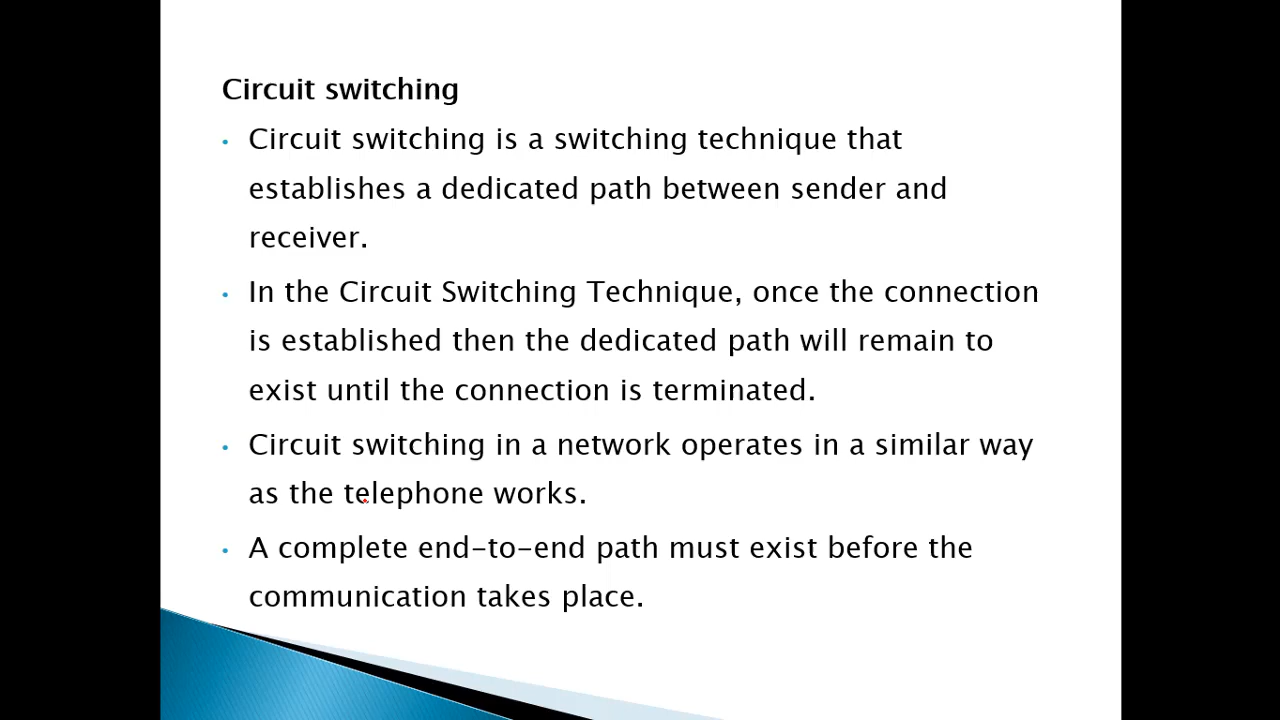 Circuit switching
• Circuit switching is a switching technique that
establishes a dedicated path between sender and
receiver.
• In the Circuit Switching Technique, once the connection
is established then the dedicated path will remain to
exist until the connection is terminated.
• Circuit switching in a network operates in a similar way
as the telephone works.
• A complete end-to-end path must exist before the
communication takes place.